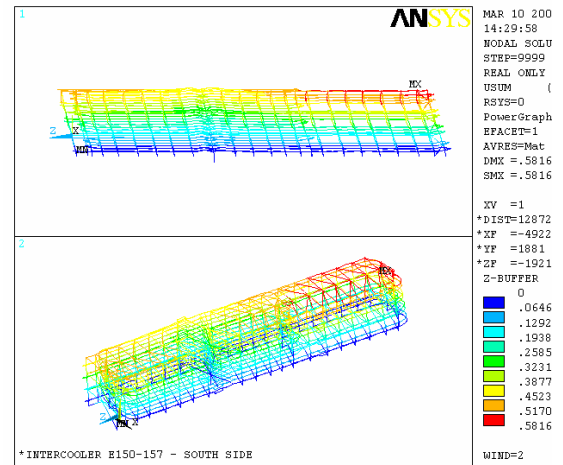 1
ANSYS
MX
Z
X
MN
2
MX
Z
MN
X
*INTERCOOLER E150-157 - SOUTH SIDE
MAR 10 200
14:29:58
NODAL SOLU
STEP=9999
REAL ONLY
USUM (
RSYS=0
PowerGraph
EFACET=1
AVRES=Mat
DMX =.5816
SMX =.5816
XV =1
*DIST=12872
*XF =-4922
*YF =1881
*ZF =-1921
Z-BUFFER
0
.0646
.1292
.1938
.2585
.3231
.3877
.4523
.5170
.5816
WIND=2